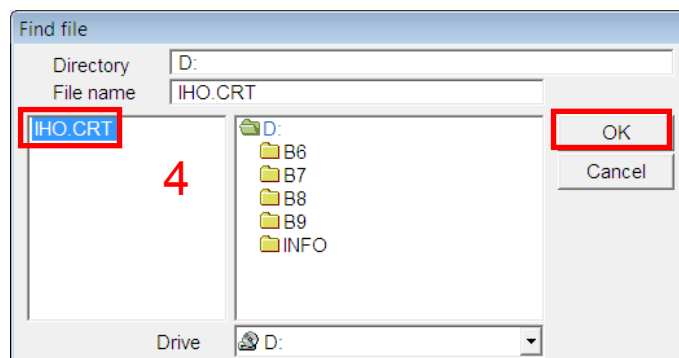 Find file
Directory D:
File name IHO.CRT
IHO.CRT
4
D:
B6
B7
B8
B9
INFO
OK
Cancel
Drive D: